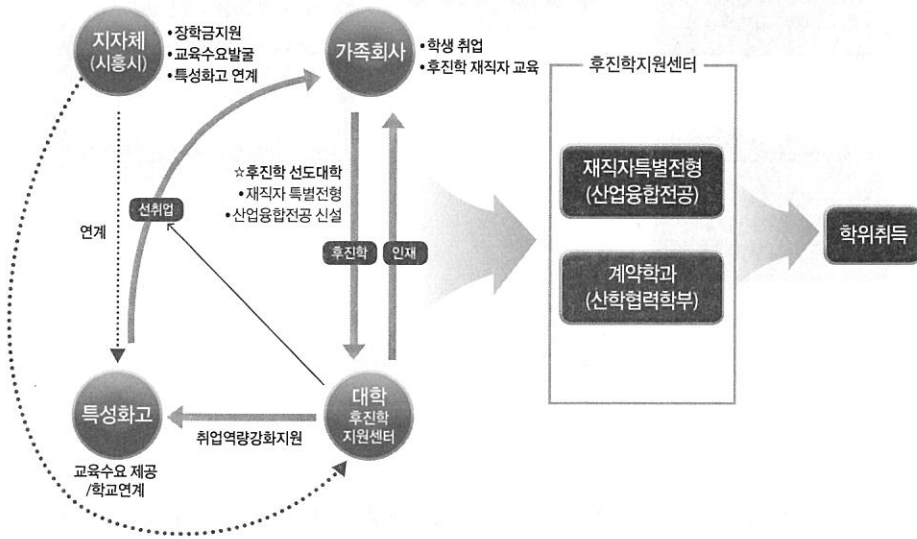 지자체
(시흥시)
•장학금지원
•교육수요발굴
•특성화고 연계
가족회사
•학생 취업
•후진학 재직자 교육
후진학지원센터
☆후진학 선도대학
•재직자 특별전형
•산업융합전공 신설
선취업
연계
후진학
인재
재직자특별전형
(산업융합전공)
계약학과
(산학협력학부)
학위취득
특성화고
취업역량강화지원
대학
후진학
지원센터
교육수요 제공
/학교연계